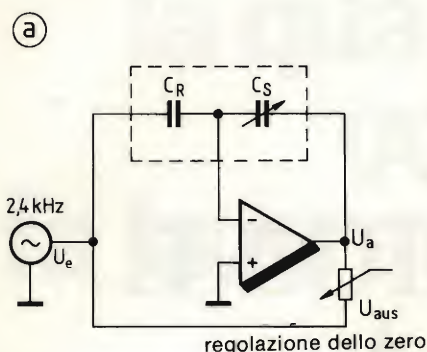 a
C_R C_S
2,4 kHz
U_e
-
+
U_a
U_aus
regolazione dello zero